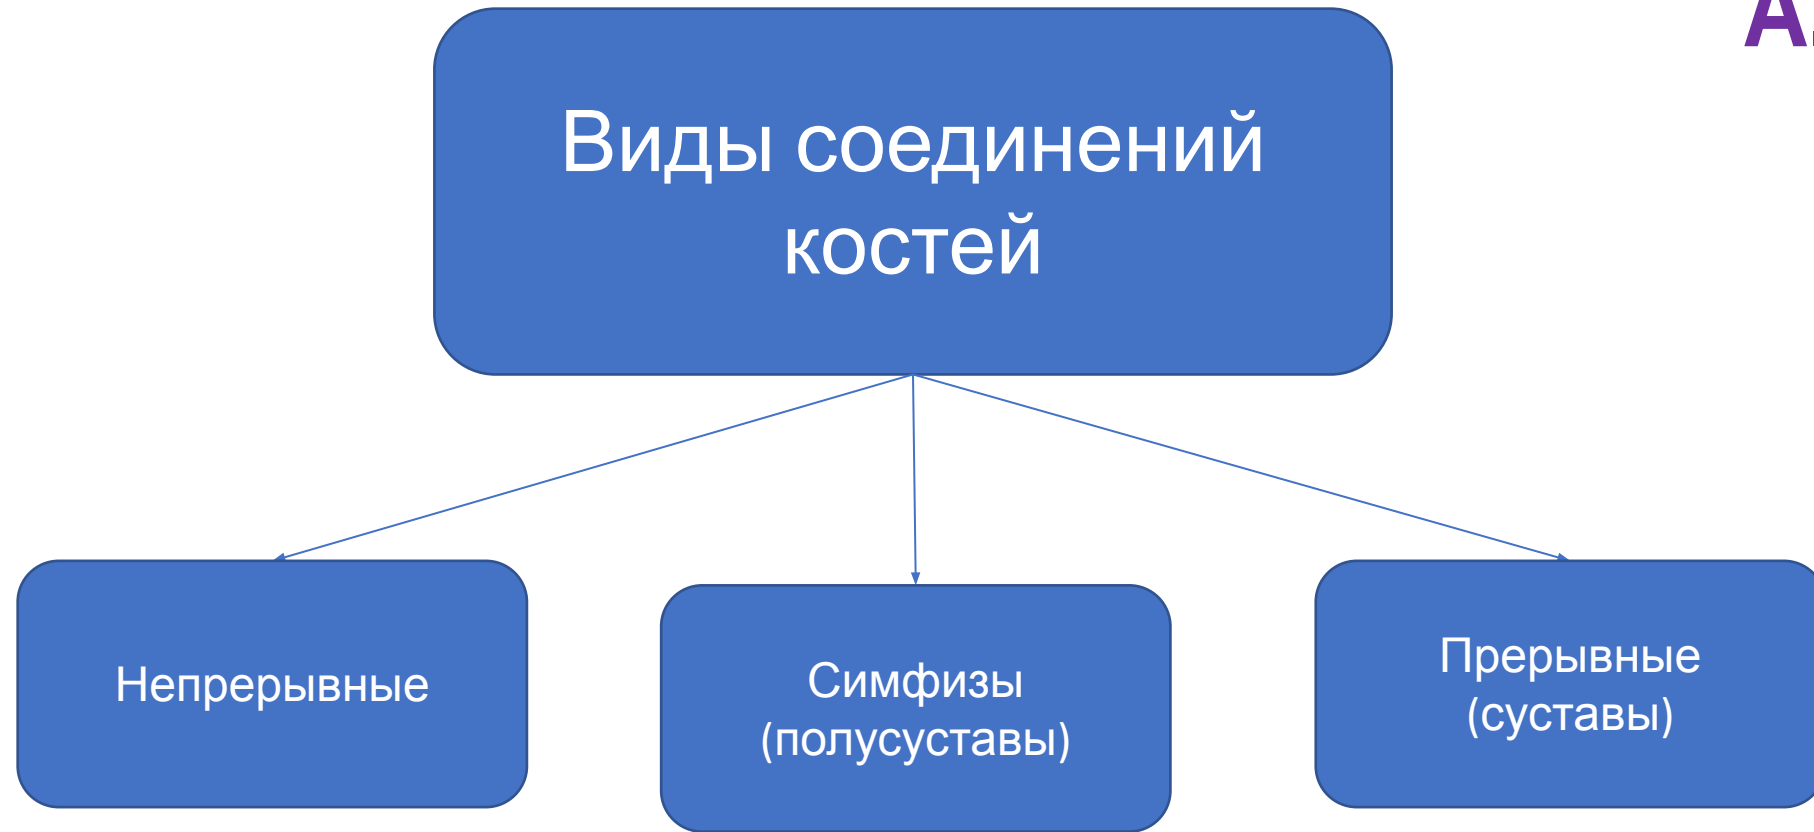 А.
Виды соединений
костей
Непрерывные
Симфизы
(полусуставы)
Прерывные
(суставы)